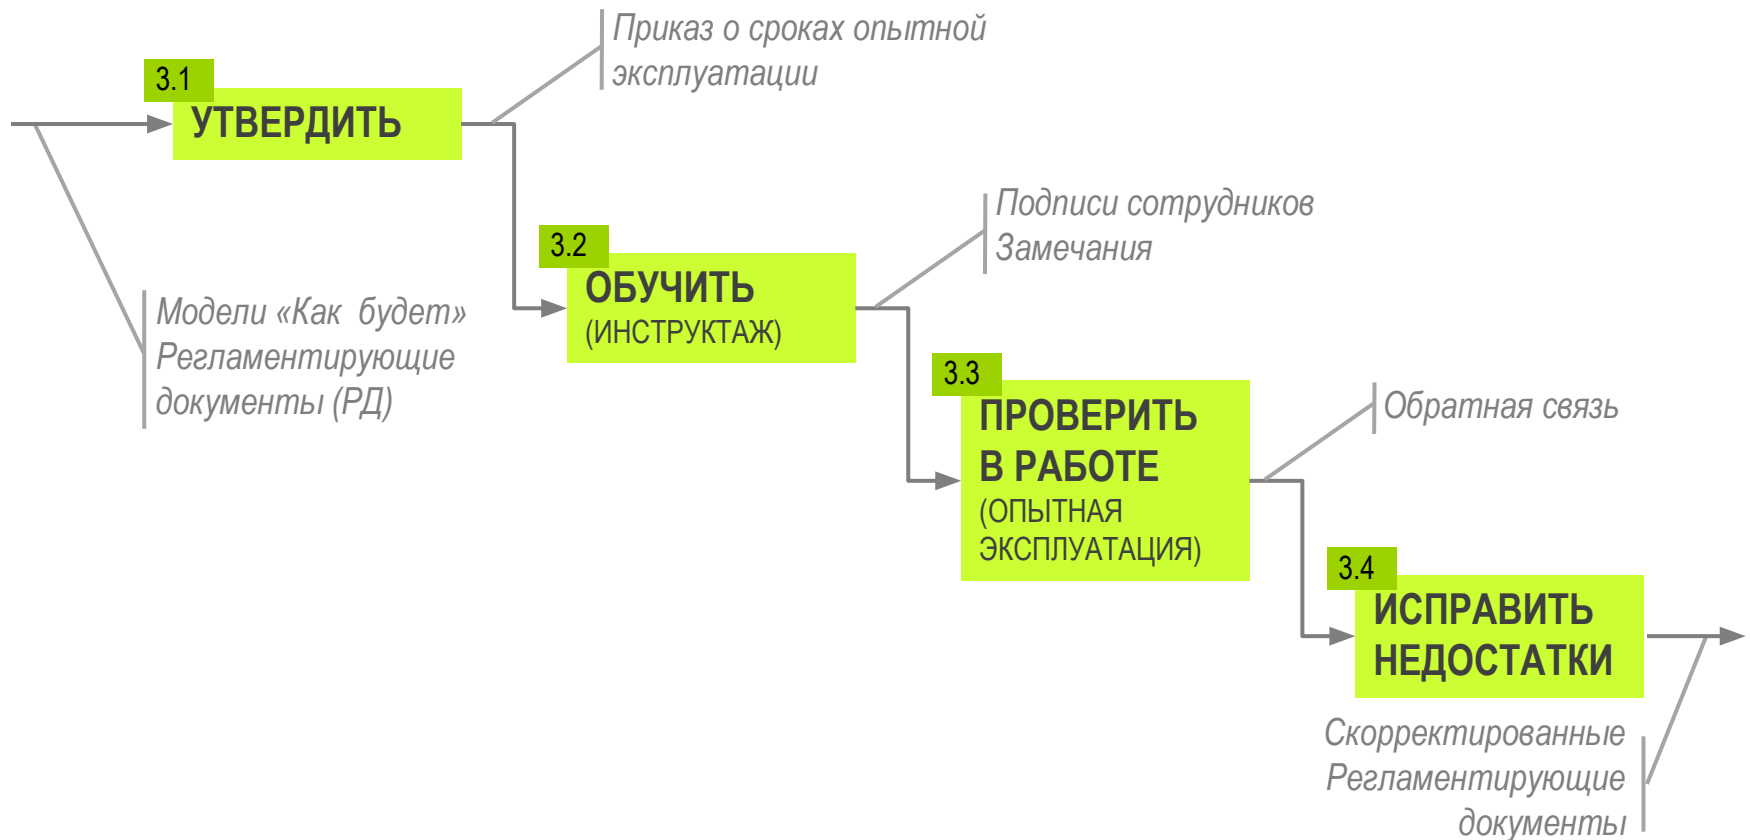 Приказ о сроках опытной
эксплуатации
3.1
УТВЕРДИТЬ
Модели «Как будет»
Регламентирующие
документы (РД)
Подписи сотрудников
Замечания
3.2
ОБУЧИТЬ
(ИНСТРУКТАЖ)
3.3
ПРОВЕРИТЬ
В РАБОТЕ
(ОПЫТНАЯ
ЭКСПЛУАТАЦИЯ)
Обратная связь
3.4
ИСПРАВИТЬ
НЕДОСТАТКИ
Скорректированные
Регламентирующие
документы